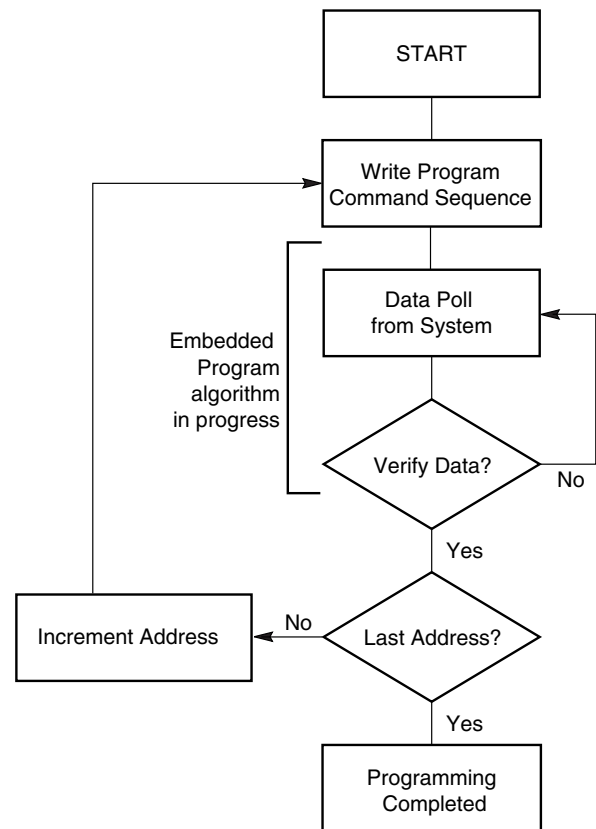 START
Write Program
Command Sequence
Data Poll
from System
Embedded
Program
algorithm
in progress
Verify Data?
No
Yes
Last Address?
No
Increment Address
Yes
Programming
Completed